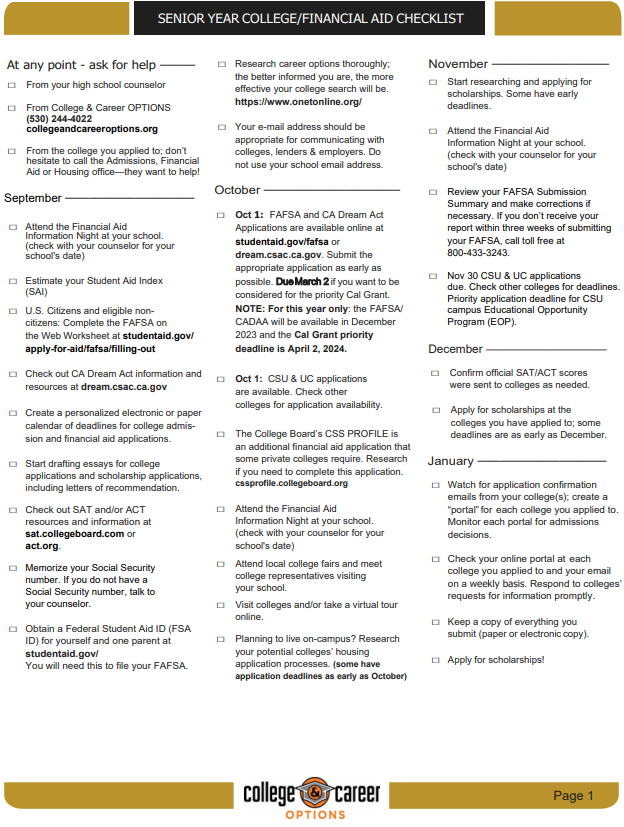 SENIOR YEAR COLLEGE/FINANCIAL AID CHECKLIST
At any point - ask for help
From your high school counselor
From College & Career OPTIONS
(530) 244-4022
collegeandcareeroptions.org
From the college you applied to; don't
hesitate to call the Admissions, Financial
Aid or Housing office—they want to help!
September
Attend the Financial Aid
Information Night at your school.
(check with your counselor for your
school's date)
Estimate your Student Aid Index
(SAI)
U.S. Citizens and eligible non-
citizens: Complete the FAFSA on
the Web Worksheet at studentaid.gov/
apply-for-aid/fafsa/filling-out
Check out CA Dream Act information and
resources at dream.csac.ca.gov
Create a personalized electronic or paper
calendar of deadlines for college admis-
sion and financial aid applications.
Start drafting essays for college
applications and scholarship applications,
including letters of recommendation.
Check out SAT and/or ACT
resources and information at
sat.collegeboard.com or
act.org.
Memorize your Social Security
number. If you do not have a
Social Security number, talk to
your counselor.
Obtain a Federal Student Aid ID (FSA
ID) for yourself and one parent at
studentaid.gov/
You will need this to file your FAFSA.
Research career options thoroughly;
the better informed you are, the more
effective your college search will be.
https://www.onetonline.org/
Your e-mail address should be
appropriate for communicating with
colleges, lenders & employers. Do
not use your school email address.
October
Oct 1: FAFSA and CA Dream Act
Applications are available online at
studentaid.gov/fafsa or
dream.csac.ca.gov. Submit the
appropriate application as early as
possible. Due March 2 if you want to be
considered for the priority Cal Grant.
NOTE: For this year only: the FAFSA/
CADAA will be available in December
2023 and the Cal Grant priority
deadline is April 2, 2024.
Oct 1: CSU & UC applications
are available. Check other
colleges for application availability.
The College Board's CSS PROFILE is
an additional financial aid application that
some private colleges require. Research
if you need to complete this application.
cssprofile.collegeboard.org
Attend the Financial Aid
Information Night at your school.
(check with your counselor for your
school's date)
Attend local college fairs and meet
college representatives visiting
your school.
Visit colleges and/or take a virtual tour
online.
Planning to live on-campus? Research
your potential colleges' housing
application processes. (some have
application deadlines as early as October)
November
Start researching and applying for
scholarships. Some have early
deadlines.
Attend the Financial Aid
Information Night at your school.
(check with your counselor for your
school's date)
Review your FAFSA Submission
Summary and make corrections if
necessary. If you don't receive your
report within three weeks of submitting
your FAFSA, call toll free at
800-433-3243.
Nov 30 CSU & UC applications
due. Check other colleges for deadlines.
Priority application deadline for CSU
campus Educational Opportunity
Program (EOP).
December
Confirm official SAT/ACT scores
were sent to colleges as needed.
Apply for scholarships at the
colleges you have applied to; some
deadlines are as early as December.
January
Watch for application confirmation
emails from your college(s); create a
"portal" for each college you applied to.
Monitor each portal for admissions
decisions.
Check your online portal at each
college you applied to and your email
on a weekly basis. Respond to colleges'
requests for information promptly.
Keep a copy of everything you
submit (paper or electronic copy).
Apply for scholarships!
college & career
OPTIONS
Page 1